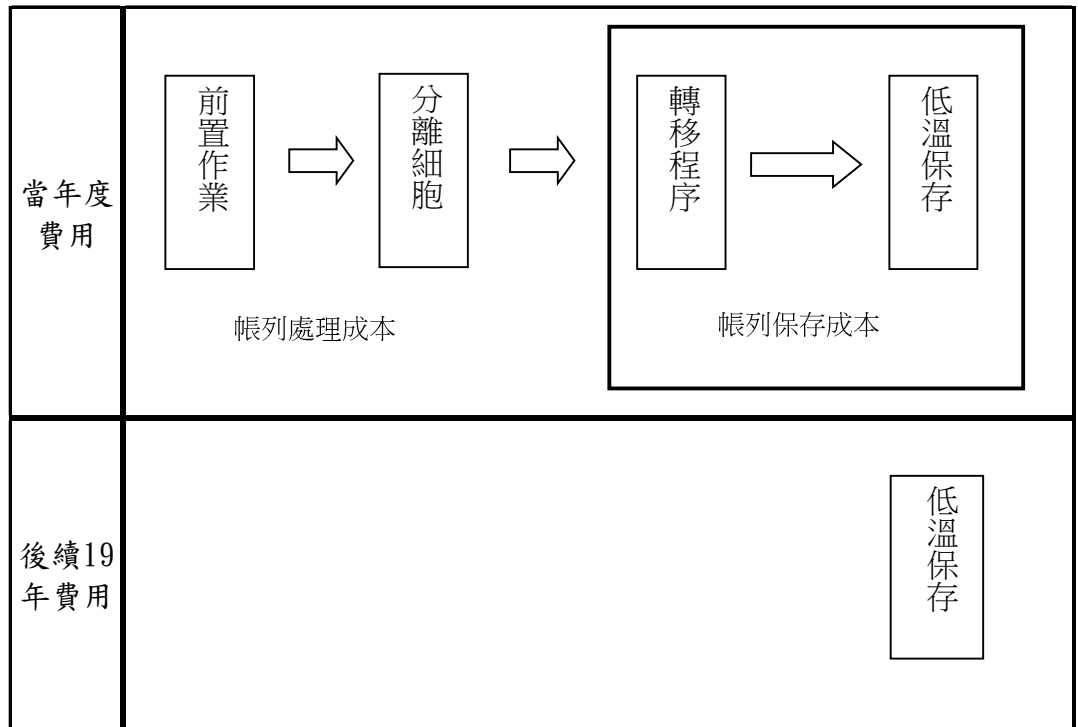 當年度
費用
前置作業
分離細胞
轉移程序
低溫保存
帳列處理成本
帳列保存成本
後續19
年費用
低溫保存